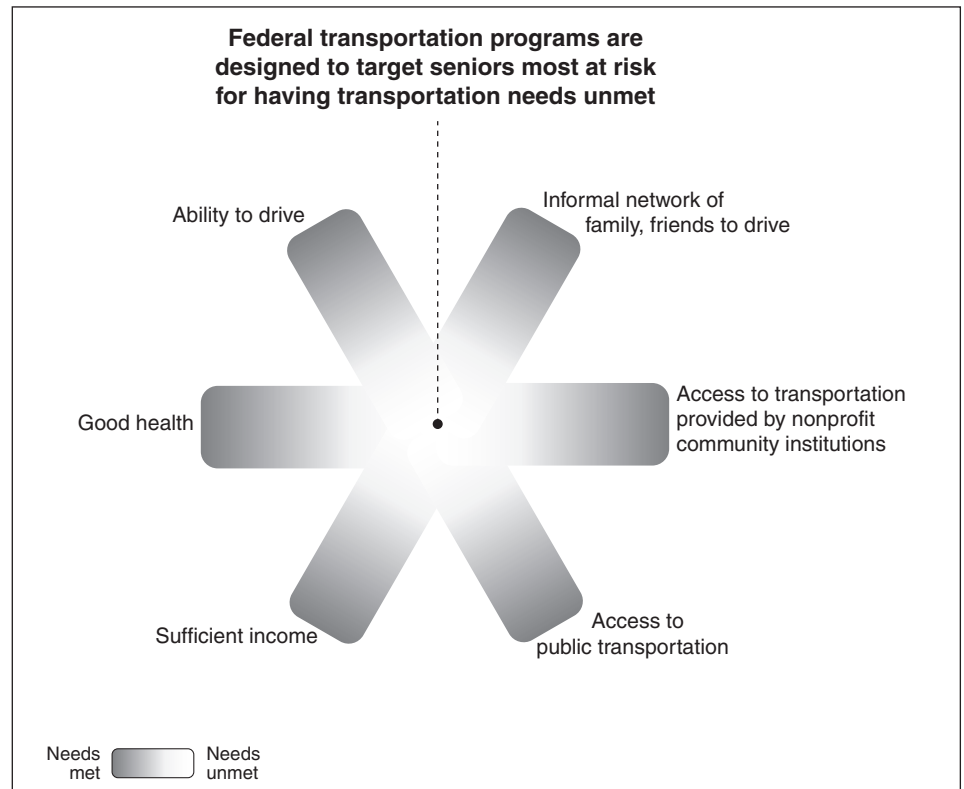 Federal transportation programs are
designed to target seniors most at risk
for having transportation needs unmet
Ability to drive
Informal network of
family, friends to drive
Good health
Access to transportation
provided by nonprofit
community institutions
Sufficient income
Access to
public transportation
Needs
met
Needs
unmet